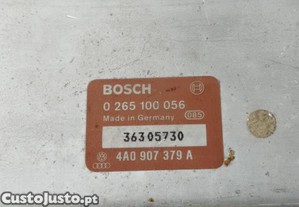 BOSCH
0 265 100 056
Made in Germany 085
36305730
4A0 907 379 A
CustoJusto.pt